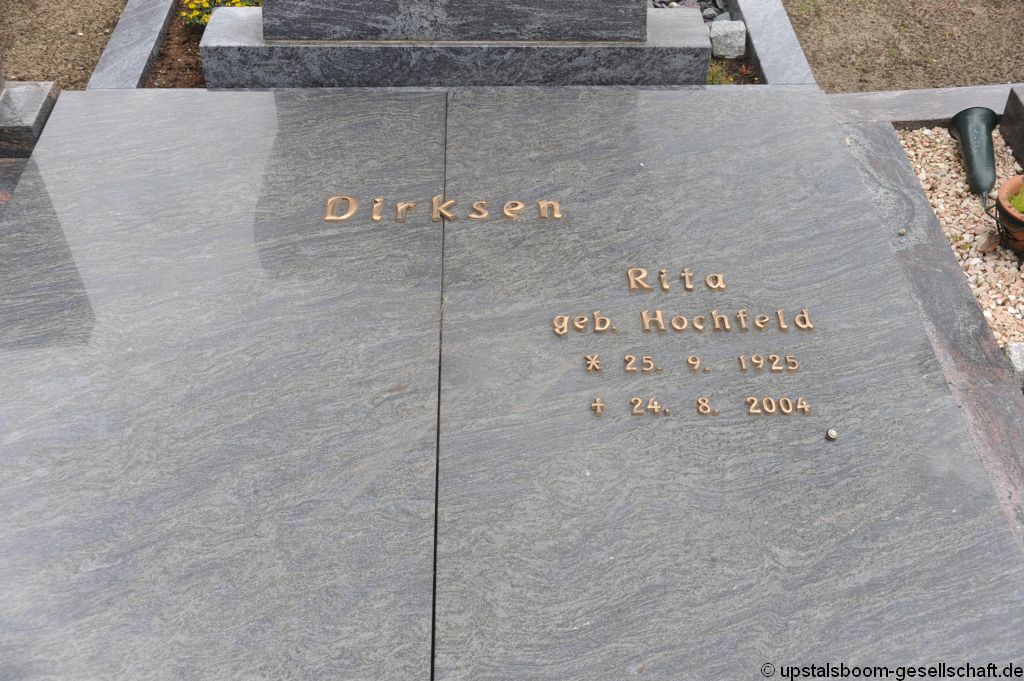 Dirksen
Rita
geb. Hochfeld
* 25. 9. 1925
† 24. 8. 2004
© upstalsboom-gesellschaft.de